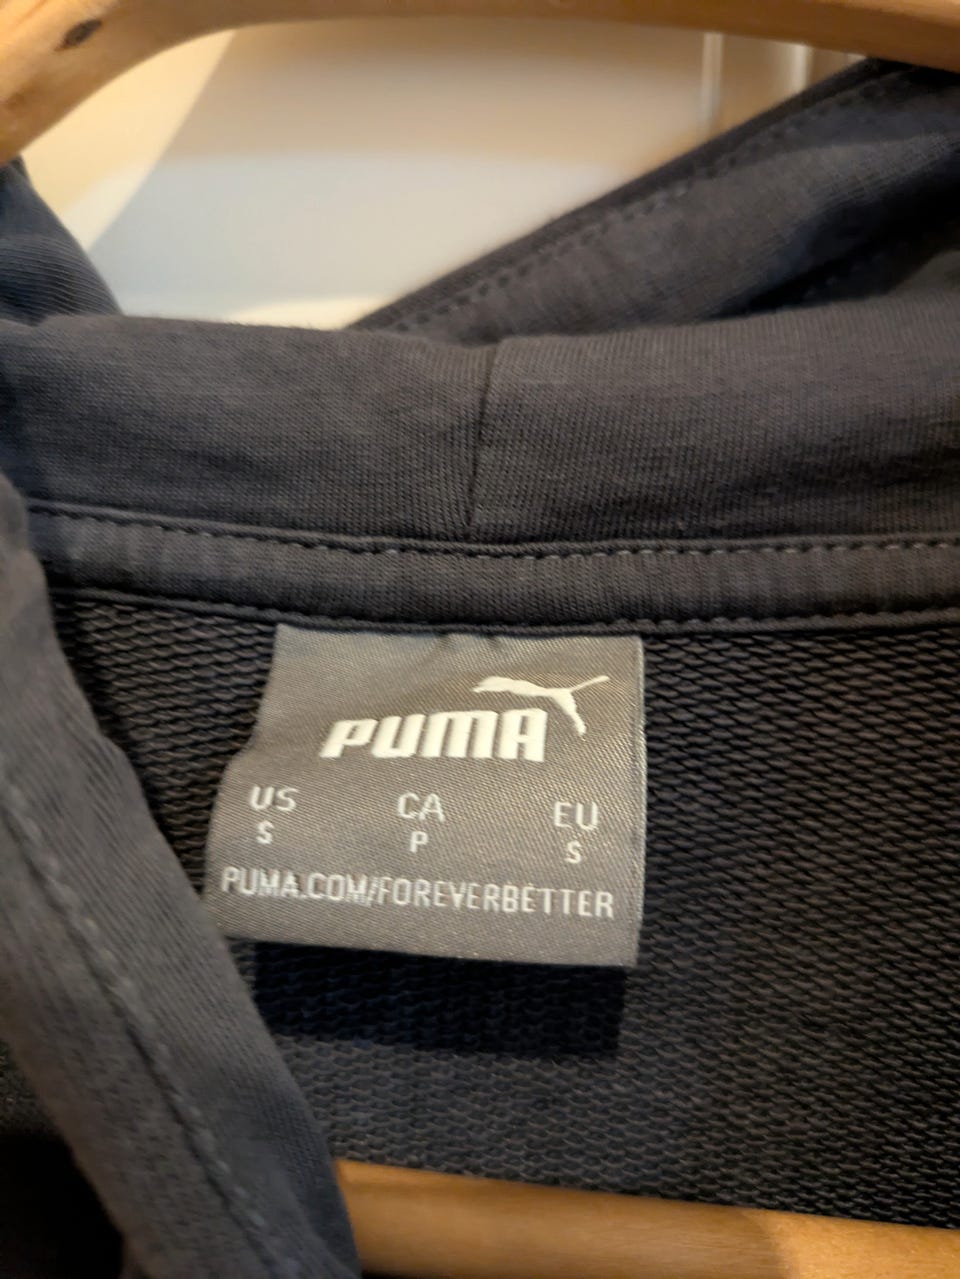 PUMA
US CA EU
S P S
PUMA.COM/FOREVERBETTER